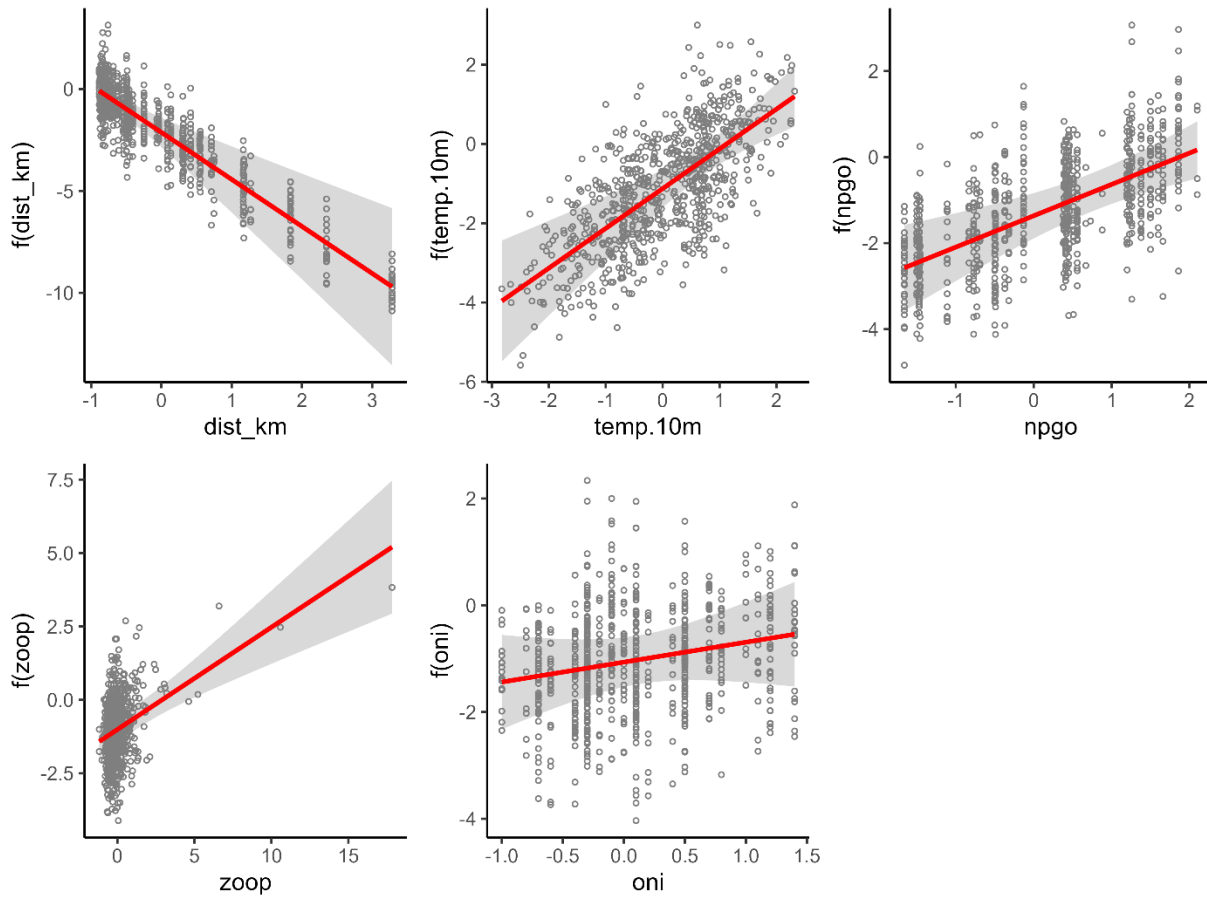 f(dist_km)
0
-5
-10
-1 0 1 2 3
dist_km
f(temp.10m)
2
0
-2
-4
-6
-3 -2 -1 0 1 2
temp.10m
f(npgo)
2
0
-2
-4
-1 0 1 2
npgo
f(zoop)
7.5
5.0
2.5
0.0
-2.5
0 5 10 15
zoop
f(oni)
2
0
-2
-4
-1.0 -0.5 0.0 0.5 1.0 1.5
oni